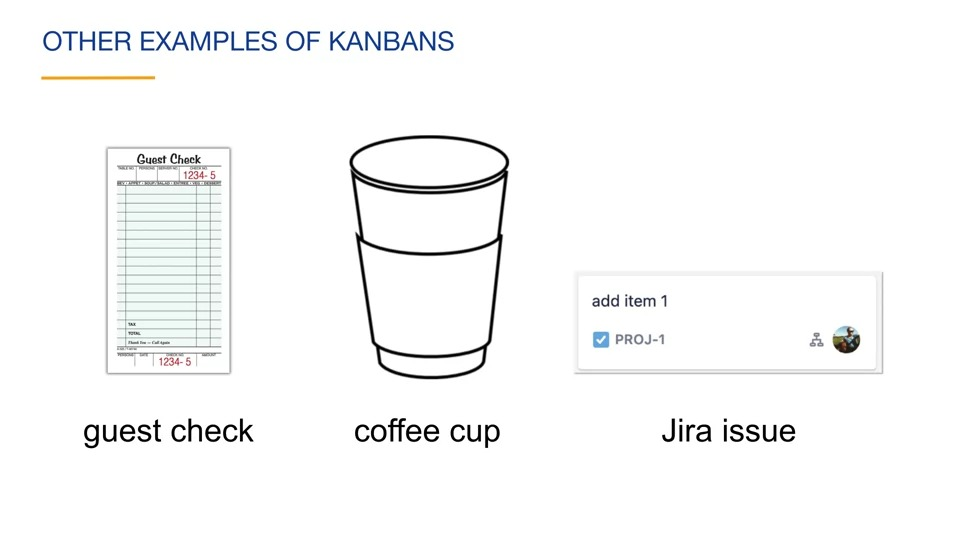 OTHER EXAMPLES OF KANBANS
Guest Check
TABLE NO. PERSONS SERVER NO. CHECK NO.
1234- 5
BEV • APPET • SOUP/SALAD • ENTREE • VEG • DESSERT
TAX
TOTAL
Thank You — Call Again
PERSONS DATE CHECK NO. AMOUNT
1234- 5
add item 1
PROJ-1
guest check
coffee cup
Jira issue